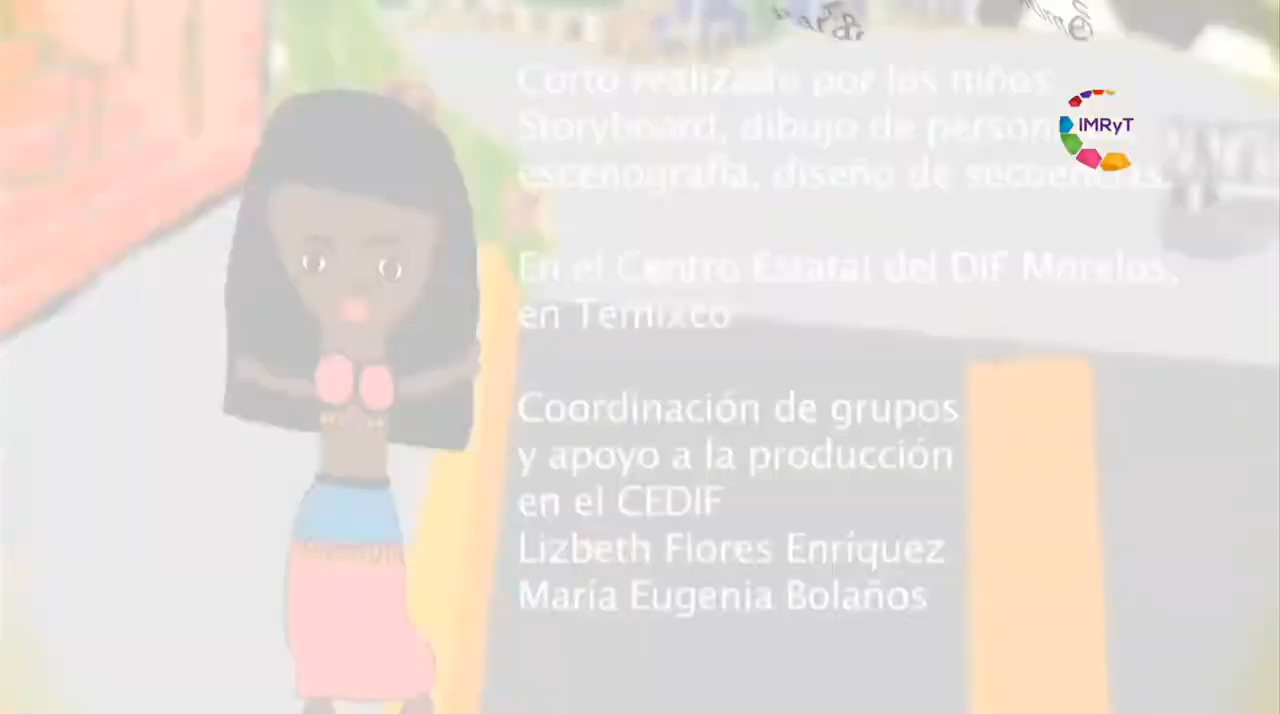 Corto realizado por los niños
Storyboard, dibujo de
IMRyT
escenografía, diseño de secuencias.
En el Centro Estatal del DIF Morelos,
en Temixco
Coordinación de grupos
y apoyo a la producción
en el CEDIF
Lizbeth Flores Enríquez
María Eugenia Bolaños